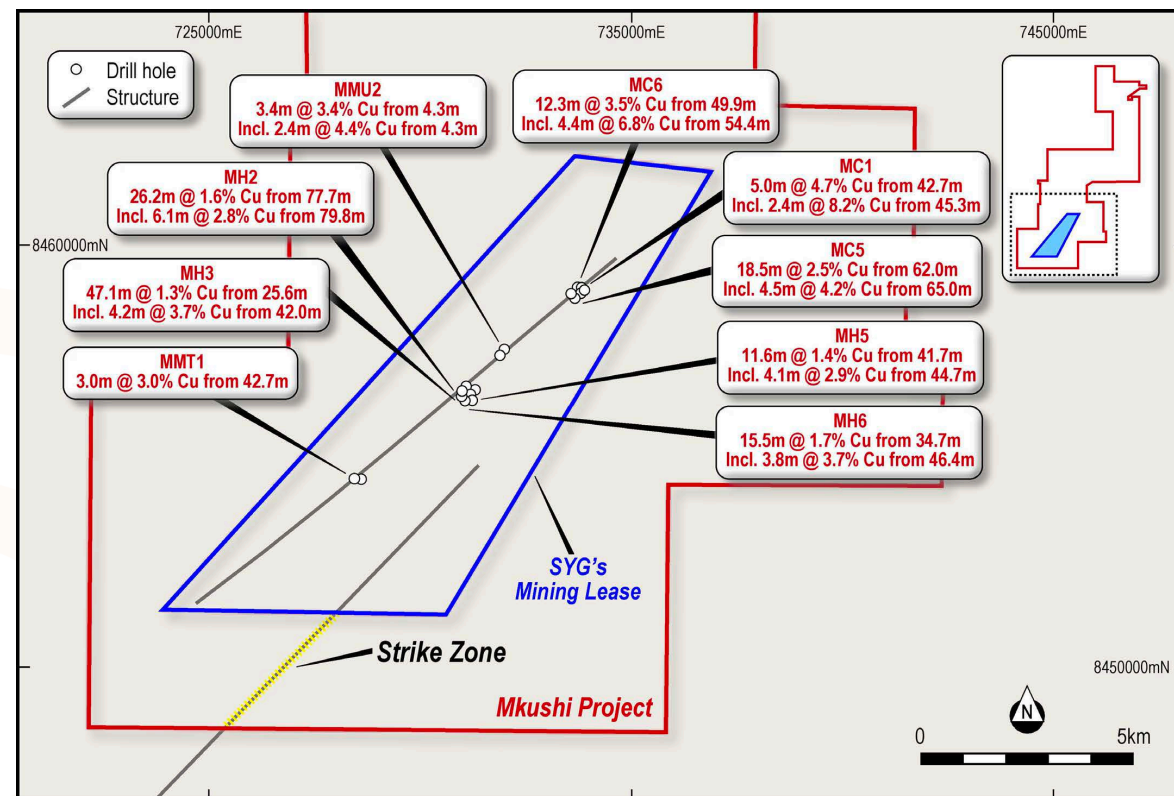 725000mE
735000mE
745000mE
Drill hole
Structure
MMU2
3.4m @ 3.4% Cu from 4.3m
Incl. 2.4m @ 4.4% Cu from 4.3m
MC6
12.3m @ 3.5% Cu from 49.9m
Incl. 4.4m @ 6.8% Cu from 54.4m
MH2
26.2m @ 1.6% Cu from 77.7m
Incl. 6.1m @ 2.8% Cu from 79.8m
MC1
5.0m @ 4.7% Cu from 42.7m
Incl. 2.4m @ 8.2% Cu from 45.3m
8460000mN
MH3
47.1m @ 1.3% Cu from 25.6m
Incl. 4.2m @ 3.7% Cu from 42.0m
MC5
18.5m @ 2.5% Cu from 62.0m
Incl. 4.5m @ 4.2% Cu from 65.0m
MMT1
3.0m @ 3.0% Cu from 42.7m
MH5
11.6m @ 1.4% Cu from 41.7m
Incl. 4.1m @ 2.9% Cu from 44.7m
MH6
15.5m @ 1.7% Cu from 34.7m
Incl. 3.8m @ 3.7% Cu from 46.4m
SYG's
Mining Lease
Strike Zone
8450000mN
Mkushi Project
N
0
5km